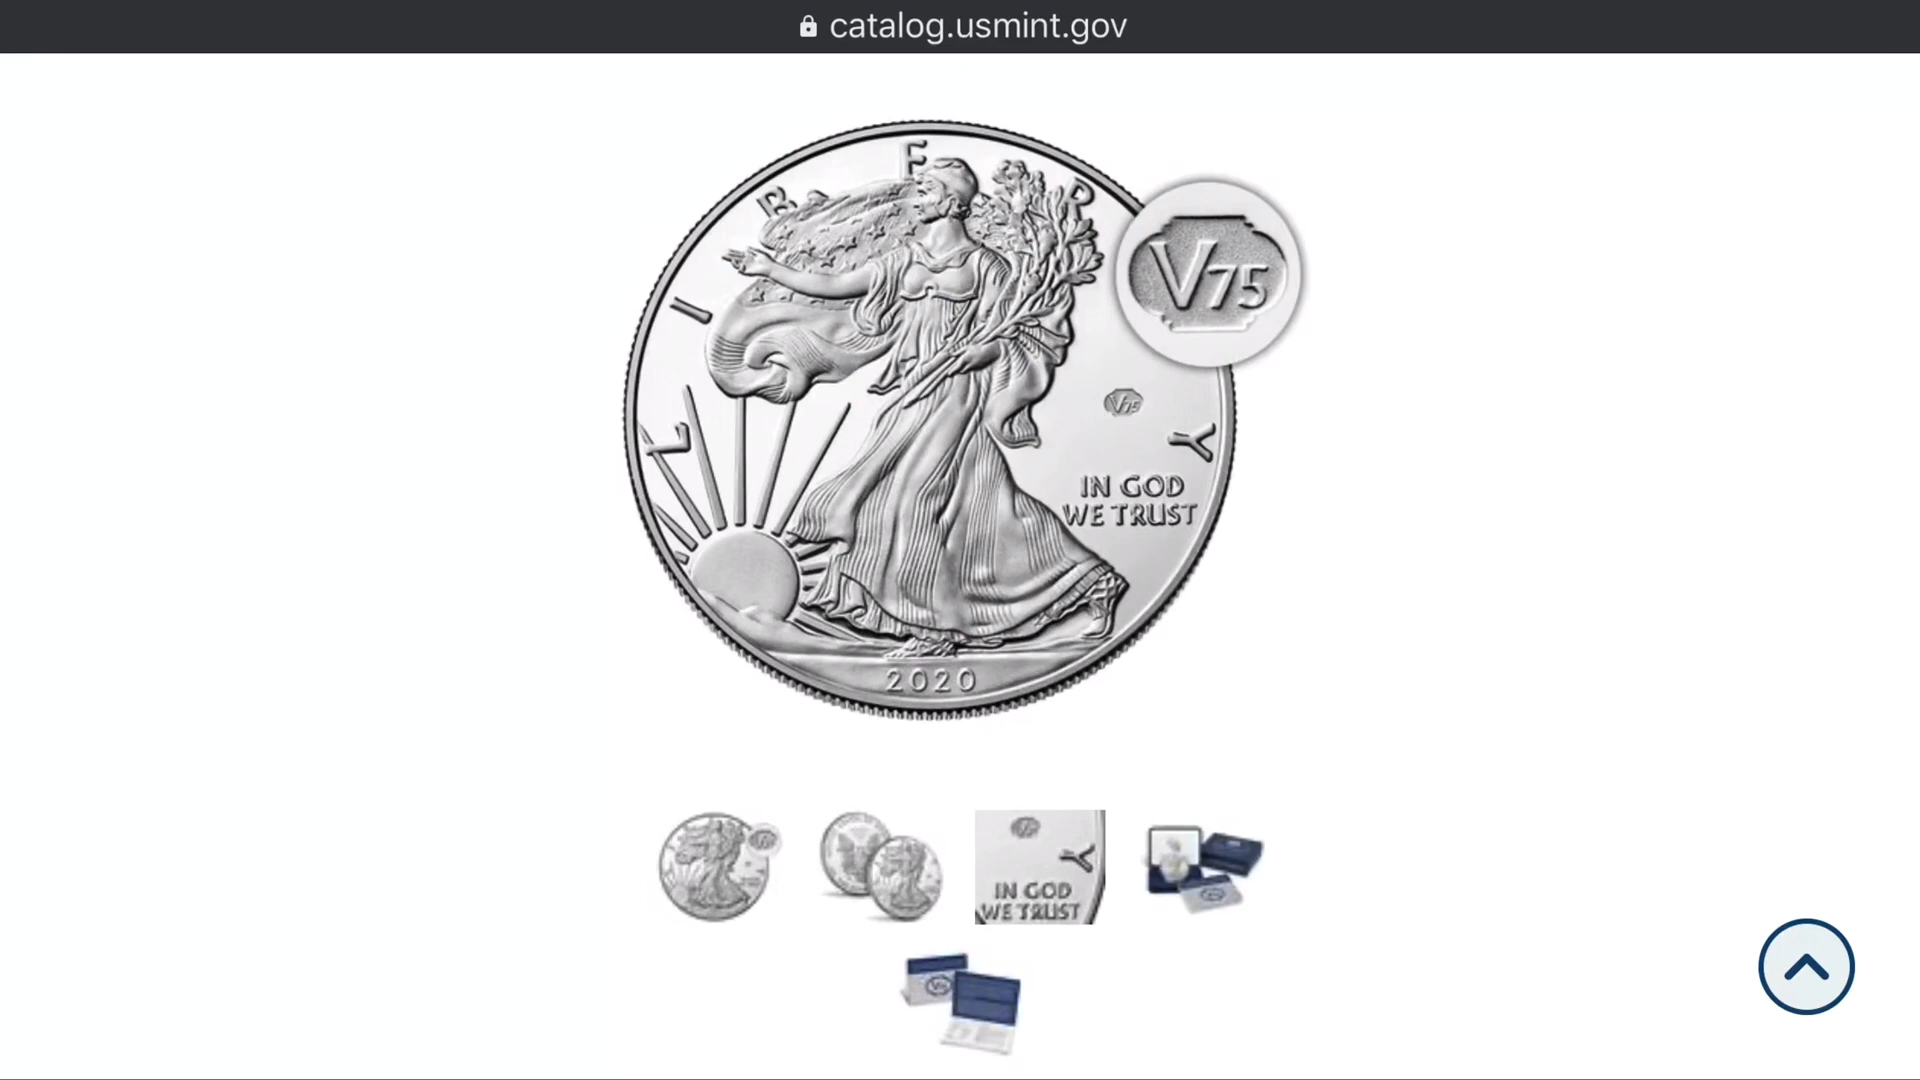 catalog.usmint.gov
LIBERTY
V75
V75
IN GOD
WE TRUST
2020
Y
IN GOD
WE TRUST